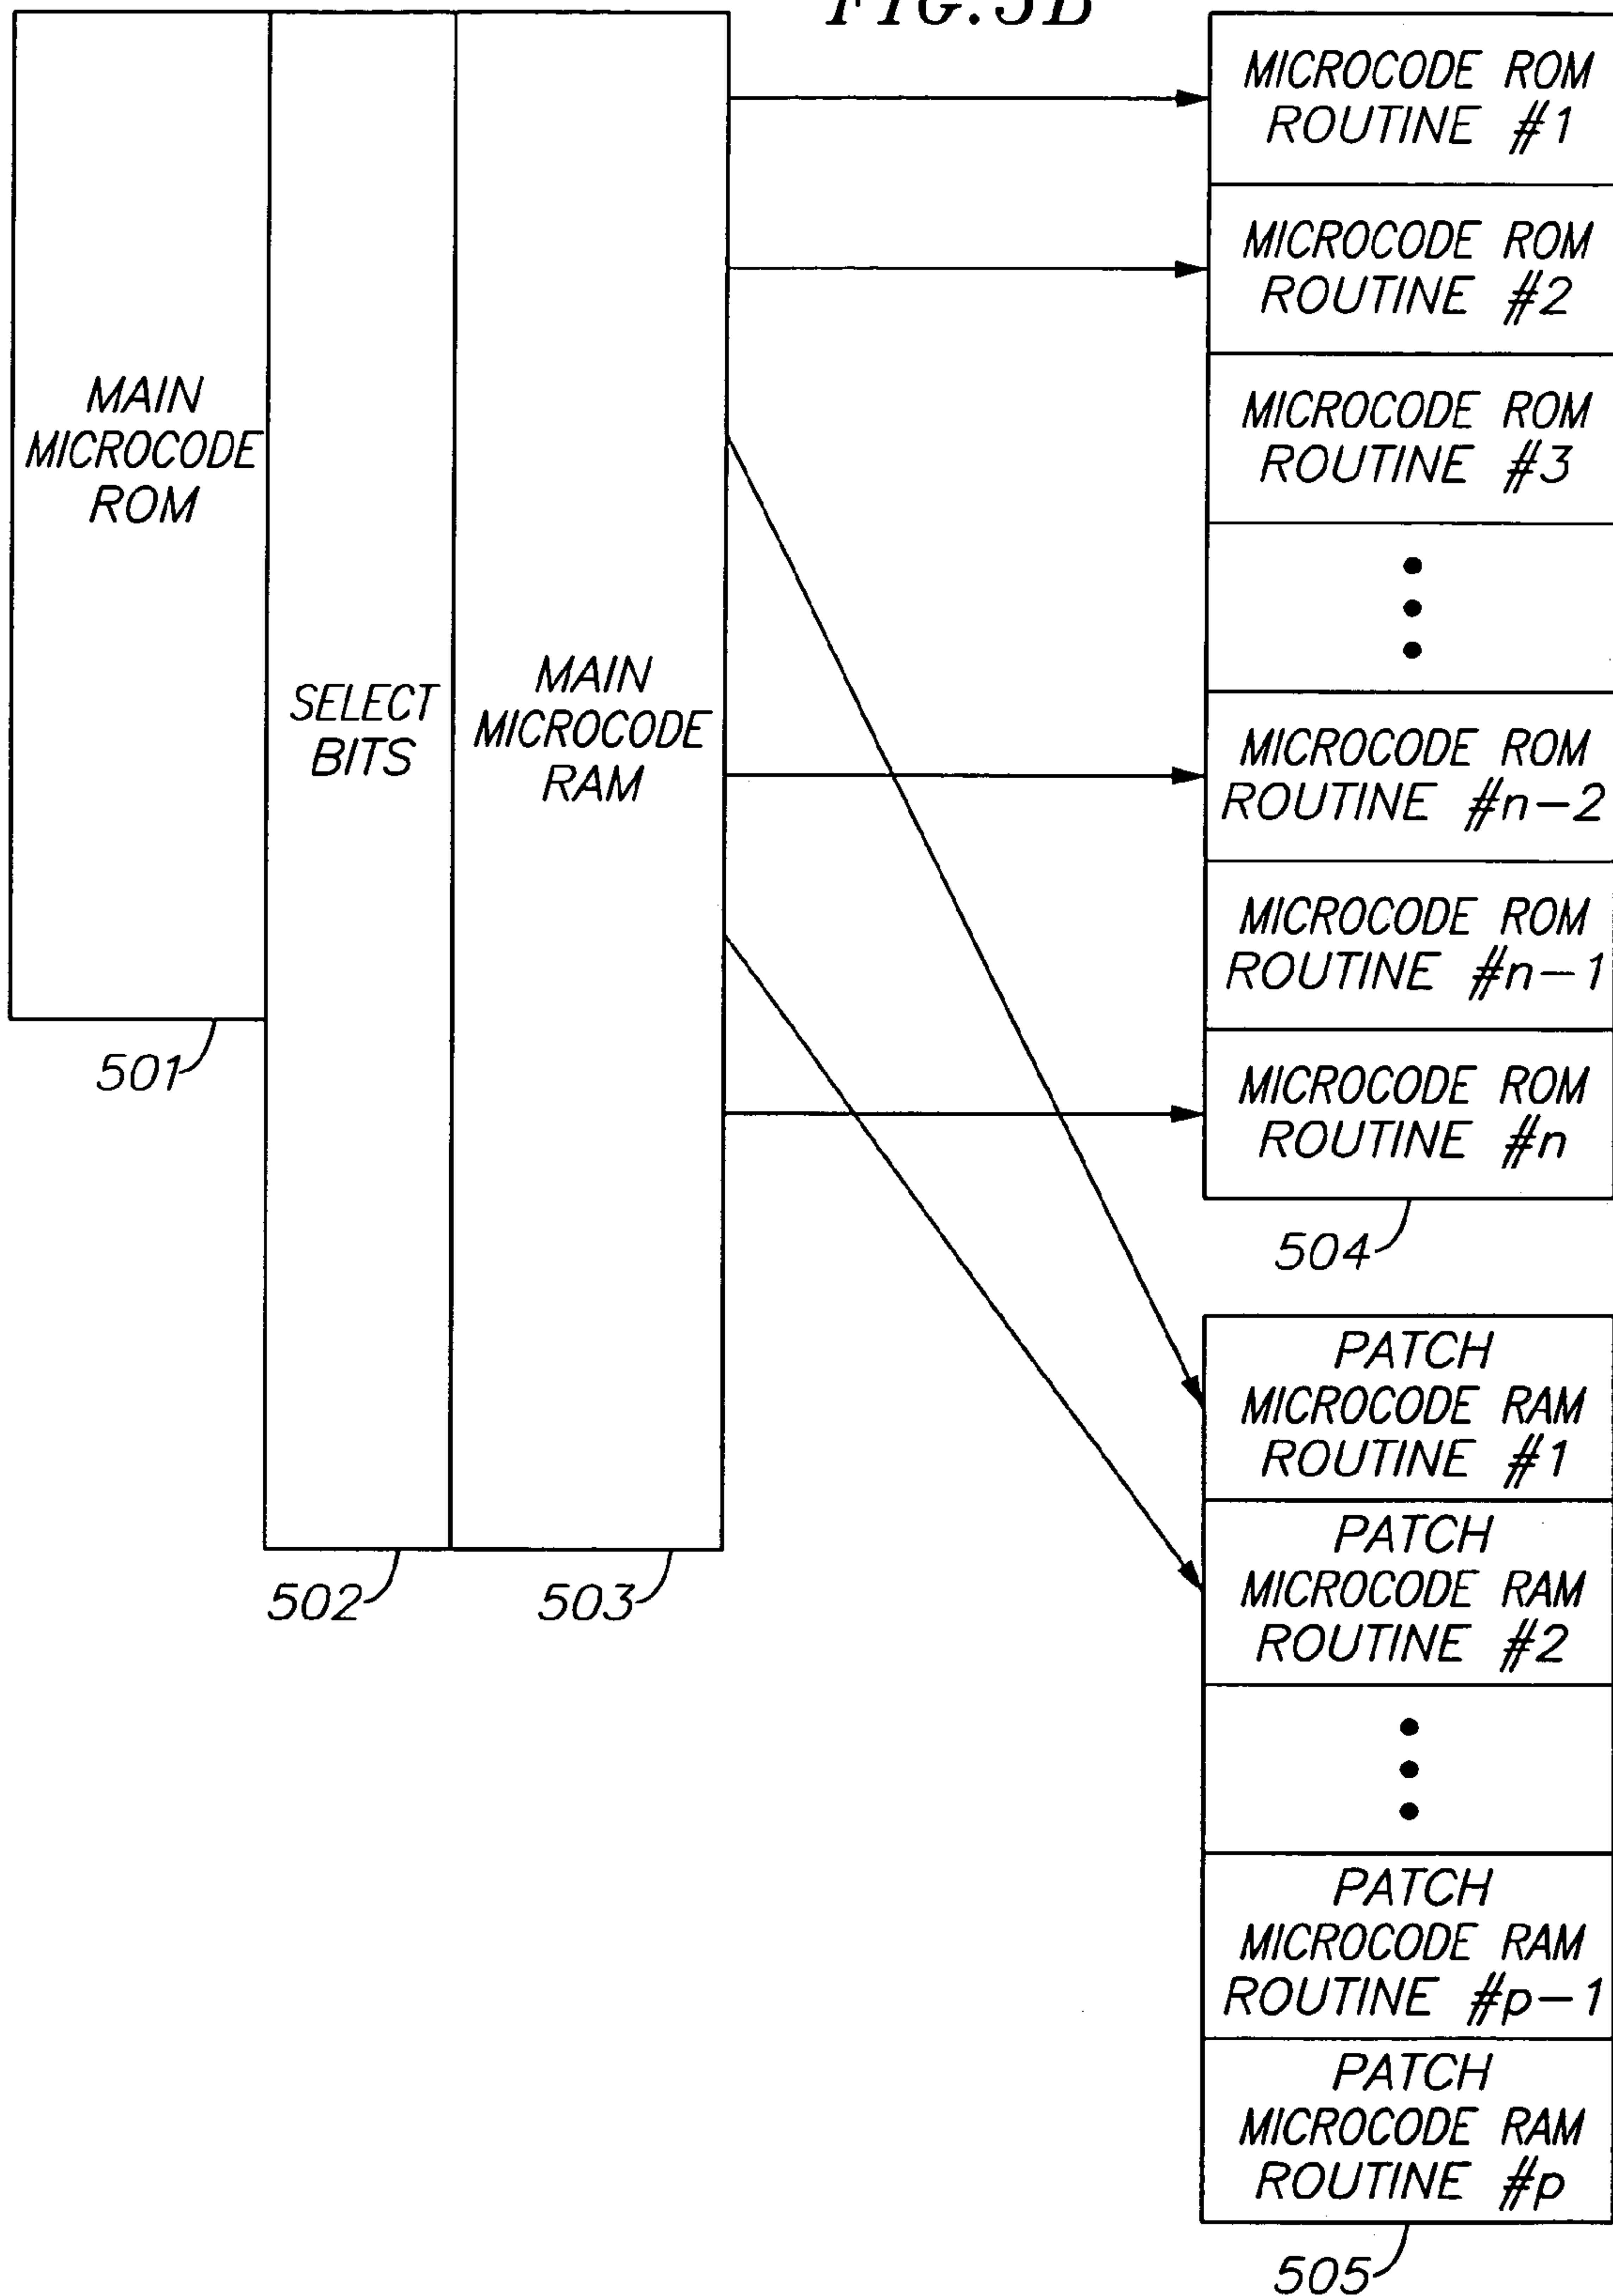 MAIN
MICROCODE
ROM
501
SELECT
BITS
502
MAIN
MICROCODE
RAM
503
MICROCODE ROM
ROUTINE #1
MICROCODE ROM
ROUTINE #2
MICROCODE ROM
ROUTINE #3
MICROCODE ROM
ROUTINE #n-2
MICROCODE ROM
ROUTINE #n-1
MICROCODE ROM
ROUTINE #n
504
PATCH
MICROCODE RAM
ROUTINE #1
PATCH
MICROCODE RAM
ROUTINE #2
PATCH
MICROCODE RAM
ROUTINE #p-1
PATCH
MICROCODE RAM
ROUTINE #p
505